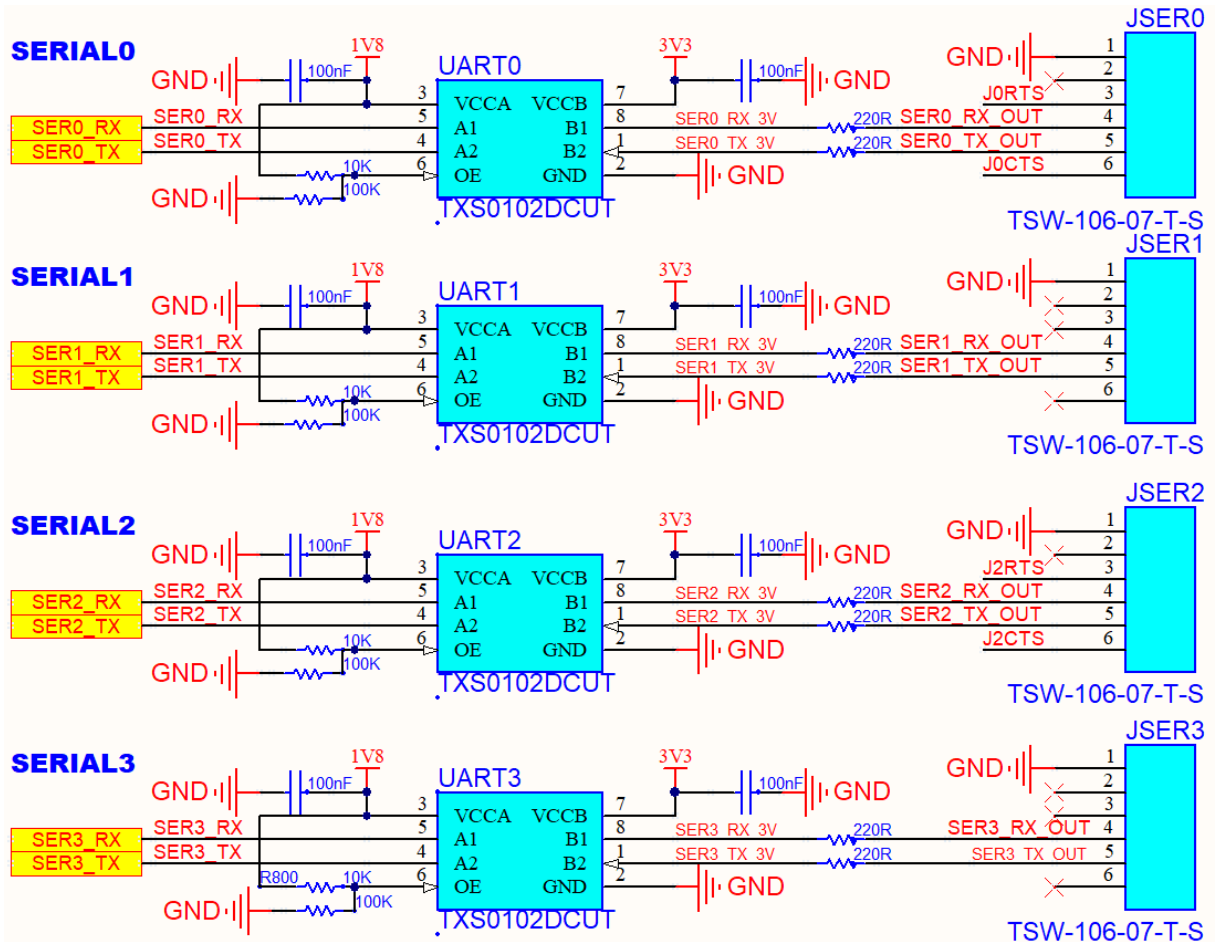 JSER0
SERIAL0
1V8
3V3
UART0
GND
100nF
100nF
GND
GND
1
2
J0RTS
3
3
VCCA
VCCB
7
SER0_RX
SER0_RX
5
A1
B1
8
SER0_RX_3V
220R
SER0_RX_OUT
4
SER0_TX
SER0_TX
4
A2
B2
1
SER0_TX_3V
220R
SER0_TX_OUT
5
10K
6
OE
GND
2
GND
J0CTS
6
GND
100K
TXS0102DCUT
TSW-106-07-T-S
JSER1
SERIAL1
1V8
3V3
UART1
GND
100nF
100nF
GND
GND
1
2
3
3
VCCA
VCCB
7
SER1_RX
SER1_RX
5
A1
B1
8
SER1_RX_3V
220R
SER1_RX_OUT
4
SER1_TX
SER1_TX
4
A2
B2
1
SER1_TX_3V
220R
SER1_TX_OUT
5
10K
6
OE
GND
2
GND
6
GND
100K
TXS0102DCUT
TSW-106-07-T-S
JSER2
SERIAL2
1V8
3V3
UART2
GND
100nF
100nF
GND
GND
1
2
J2RTS
3
3
VCCA
VCCB
7
SER2_RX
SER2_RX
5
A1
B1
8
SER2_RX_3V
220R
SER2_RX_OUT
4
SER2_TX
SER2_TX
4
A2
B2
1
SER2_TX_3V
220R
SER2_TX_OUT
5
10K
6
OE
GND
2
GND
J2CTS
6
GND
100K
TXS0102DCUT
TSW-106-07-T-S
JSER3
SERIAL3
1V8
3V3
UART3
GND
100nF
100nF
GND
GND
1
2
3
3
VCCA
VCCB
7
SER3_RX
SER3_RX
5
A1
B1
8
SER3_RX_3V
220R
SER3_RX_OUT
4
SER3_TX
SER3_TX
4
A2
B2
1
SER3_TX_3V
220R
SER3_TX_OUT
5
R800
10K
6
OE
GND
2
GND
6
GND
100K
TXS0102DCUT
TSW-106-07-T-S